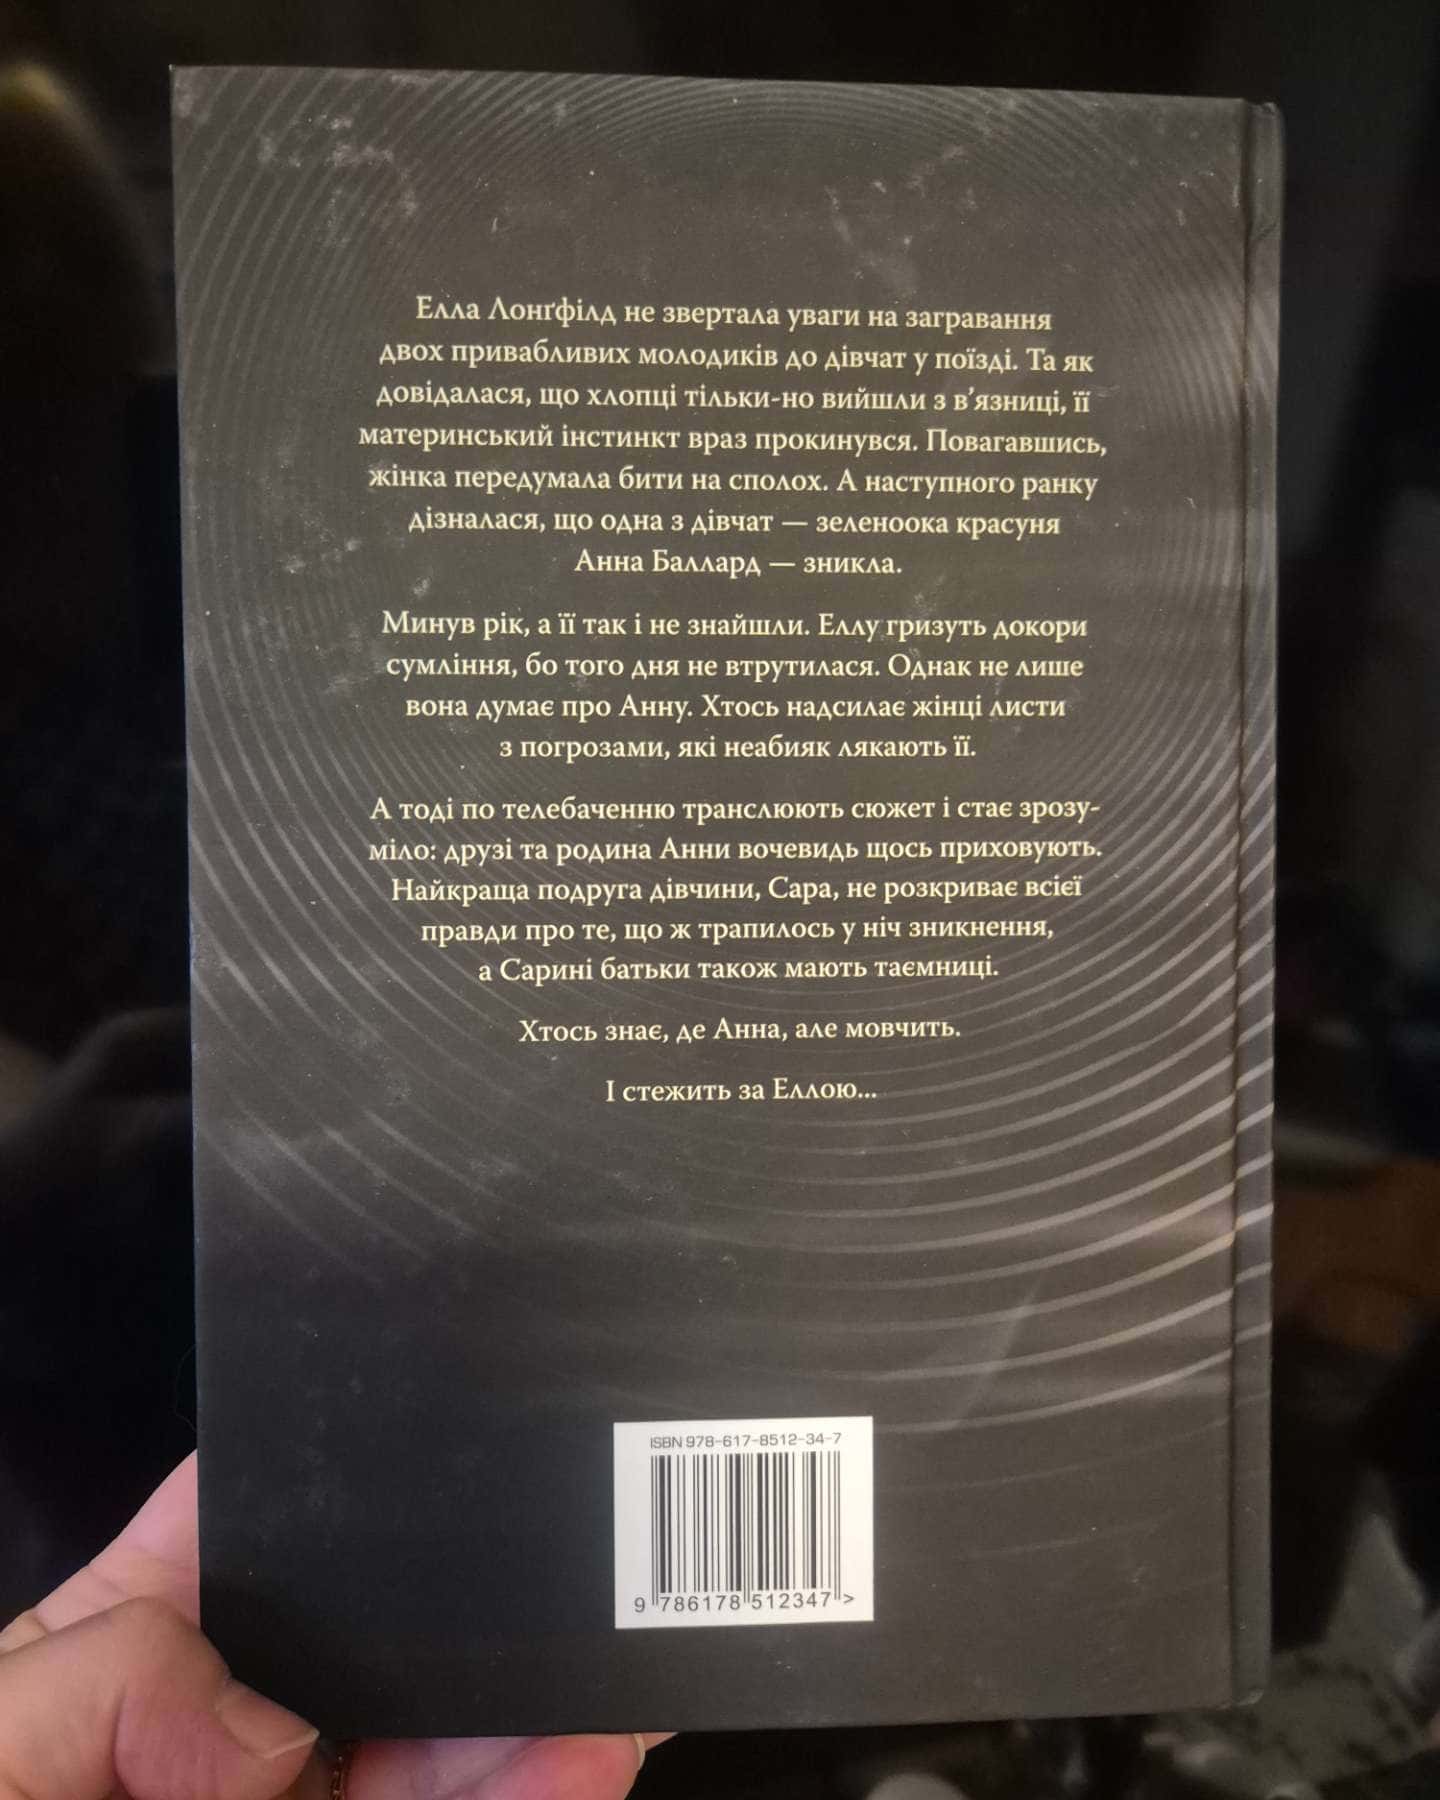 Елла Лонґфілд не звертала уваги на загравання
двох привабливих молодиків до дівчат у поїзді. Та як
довідалася, що хлопці тільки-но вийшли з в’язниці, її
материнський інстинкт враз прокинувся. Повагавшись,
жінка передумала бити на сполох. А наступного ранку
дізналася, що одна з дівчат — зеленоока красуня
Анна Баллард — зникла.
Минув рік, а її так і не знайшли. Еллу гризуть докори
сумління, бо того дня не втрутилася. Однак не лише
вона думає про Анну. Хтось надсилає жінці листи
з погрозами, які неабияк лякають її.
А тоді по телебаченню транслюють сюжет і стає зрозу-
міло: друзі та родина Анни вочевидь щось приховують.
Найкраща подруга дівчини, Сара, не розкриває всієї
правди про те, що ж трапилось у ніч зникнення,
а Сарині батьки також мають таємниці.
Хтось знає, де Анна, але мовчить.
І стежить за Еллою...
ISBN 978-617-8512-34-7
9 786178 512347 >